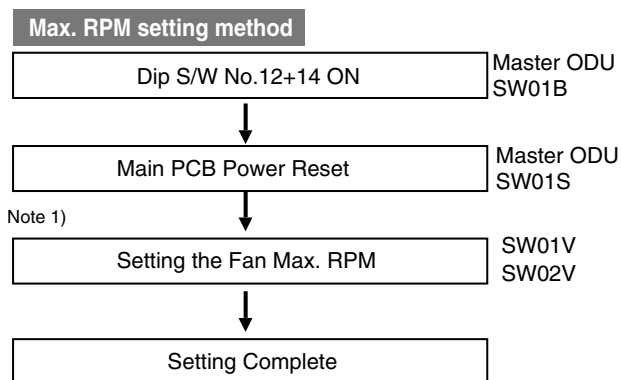 Max. RPM setting method
Dip S/W No.12+14 ON
Master ODU
SW01B
Main PCB Power Reset
Master ODU
SW01S
Note 1)
Setting the Fan Max. RPM
SW01V
SW02V
Setting Complete